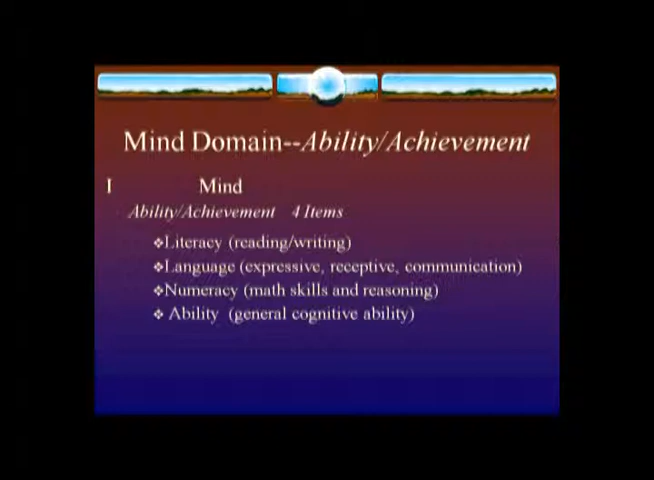 Mind Domain--Ability/Achievement
I Mind
Ability/Achievement 4 Items
❖Literacy (reading/writing)
❖Language (expressive, receptive, communication)
❖Numeracy (math skills and reasoning)
❖ Ability (general cognitive ability)